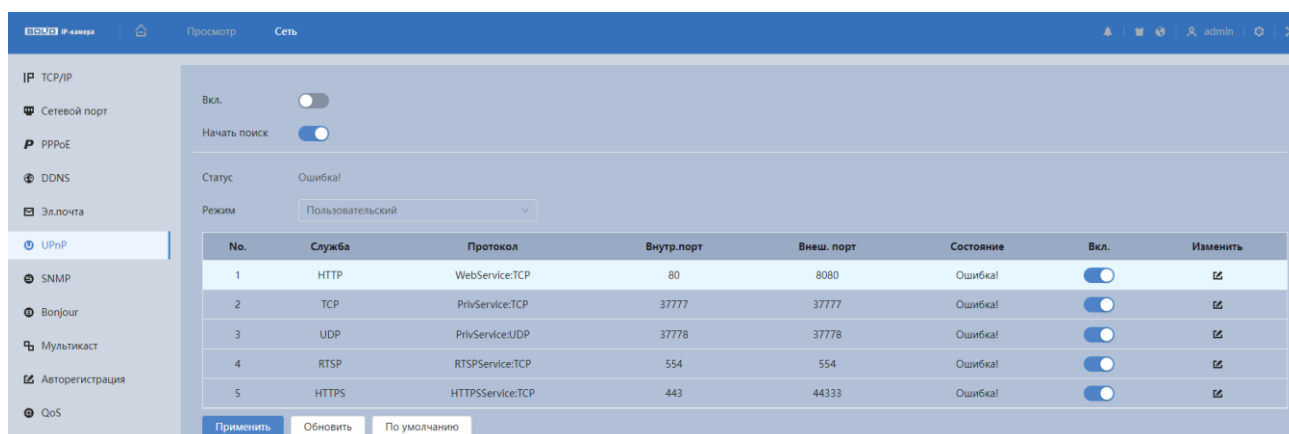 BOLID IP-камера Просмотр Сеть admin
IP TCP/IP
Сетевой порт
P PPPoE
DDNS
Эл.почта
UPnP
SNMP
Bonjour
Мультикаст
Авторегистрация
QoS
Вкл.
Начать поиск
Статус Ошибка!
Режим Пользовательский
No. Служба Протокол Внутр.порт Внеш. порт Состояние Вкл. Изменить
1 HTTP WebService:TCP 80 8080 Ошибка!
2 TCP PrivService:TCP 37777 37777 Ошибка!
3 UDP PrivService:UDP 37778 37778 Ошибка!
4 RTSP RTSPService:TCP 554 554 Ошибка!
5 HTTPS HTTPSService:TCP 443 44333 Ошибка!
Применить Обновить По умолчанию